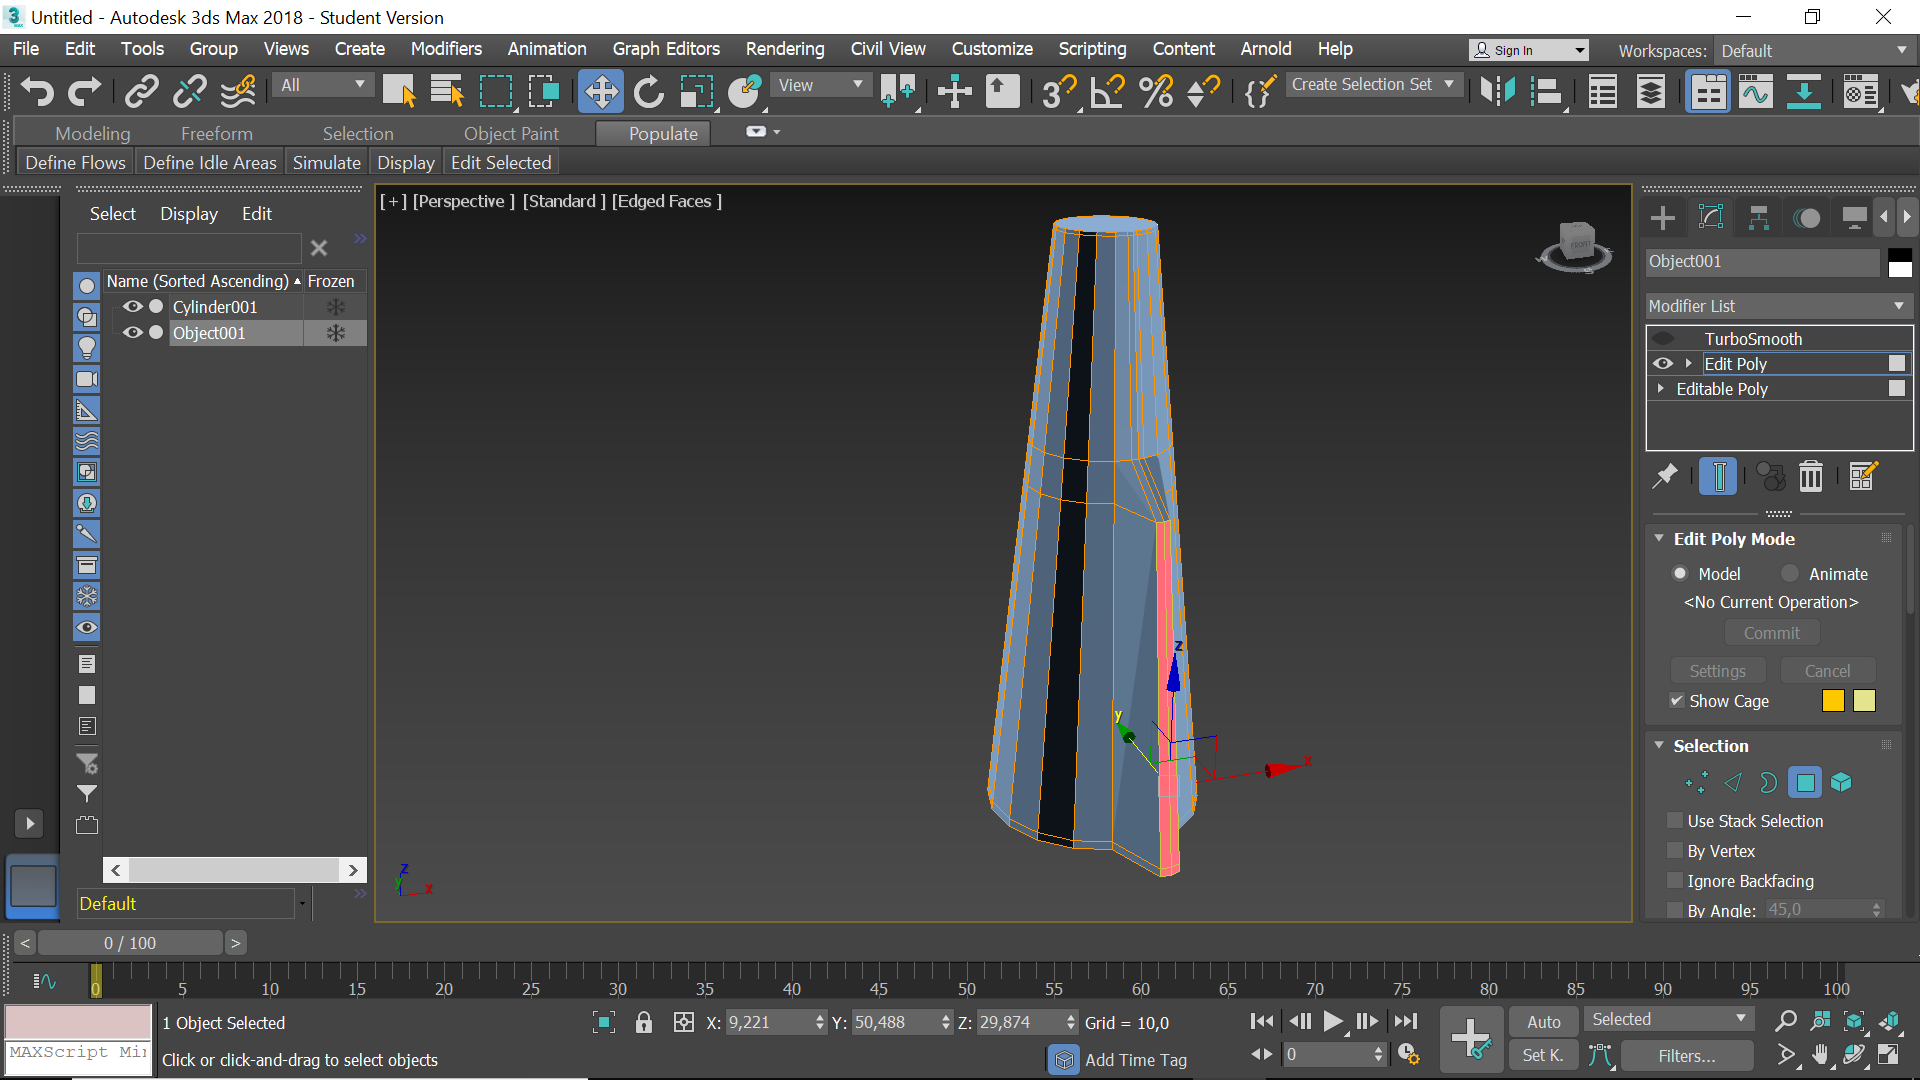 Untitled - Autodesk 3ds Max 2018 - Student Version
File Edit Tools Group Views Create Modifiers Animation Graph Editors Rendering Civil View Customize Scripting Content Arnold Help Sign In Workspaces: Default
All View 3 Create Selection Set
Modeling Freeform Selection Object Paint Populate
Define Flows Define Idle Areas Simulate Display Edit Selected
[ + ] [Perspective ] [Standard ] [Edged Faces ]
Select Display Edit
Name (Sorted Ascending) Frozen
Cylinder001
Object001
Default
FRONT
z
y
x
z
y
x
Object001
Modifier List
TurboSmooth
Edit Poly
Editable Poly
Edit Poly Mode
Model Animate
<No Current Operation>
Commit
Settings Cancel
Show Cage
Selection
Use Stack Selection
By Vertex
Ignore Backfacing
By Angle: 45,0
< 0 / 100 >
0 5 10 15 20 25 30 35 40 45 50 55 60 65 70 75 80 85 90 95 100
1 Object Selected X: 9,221 Y: 50,488 Z: 29,874 Grid = 10,0 Auto Selected
MAXScript Mir Click or click-and-drag to select objects Add Time Tag 0 Set K. Filters...